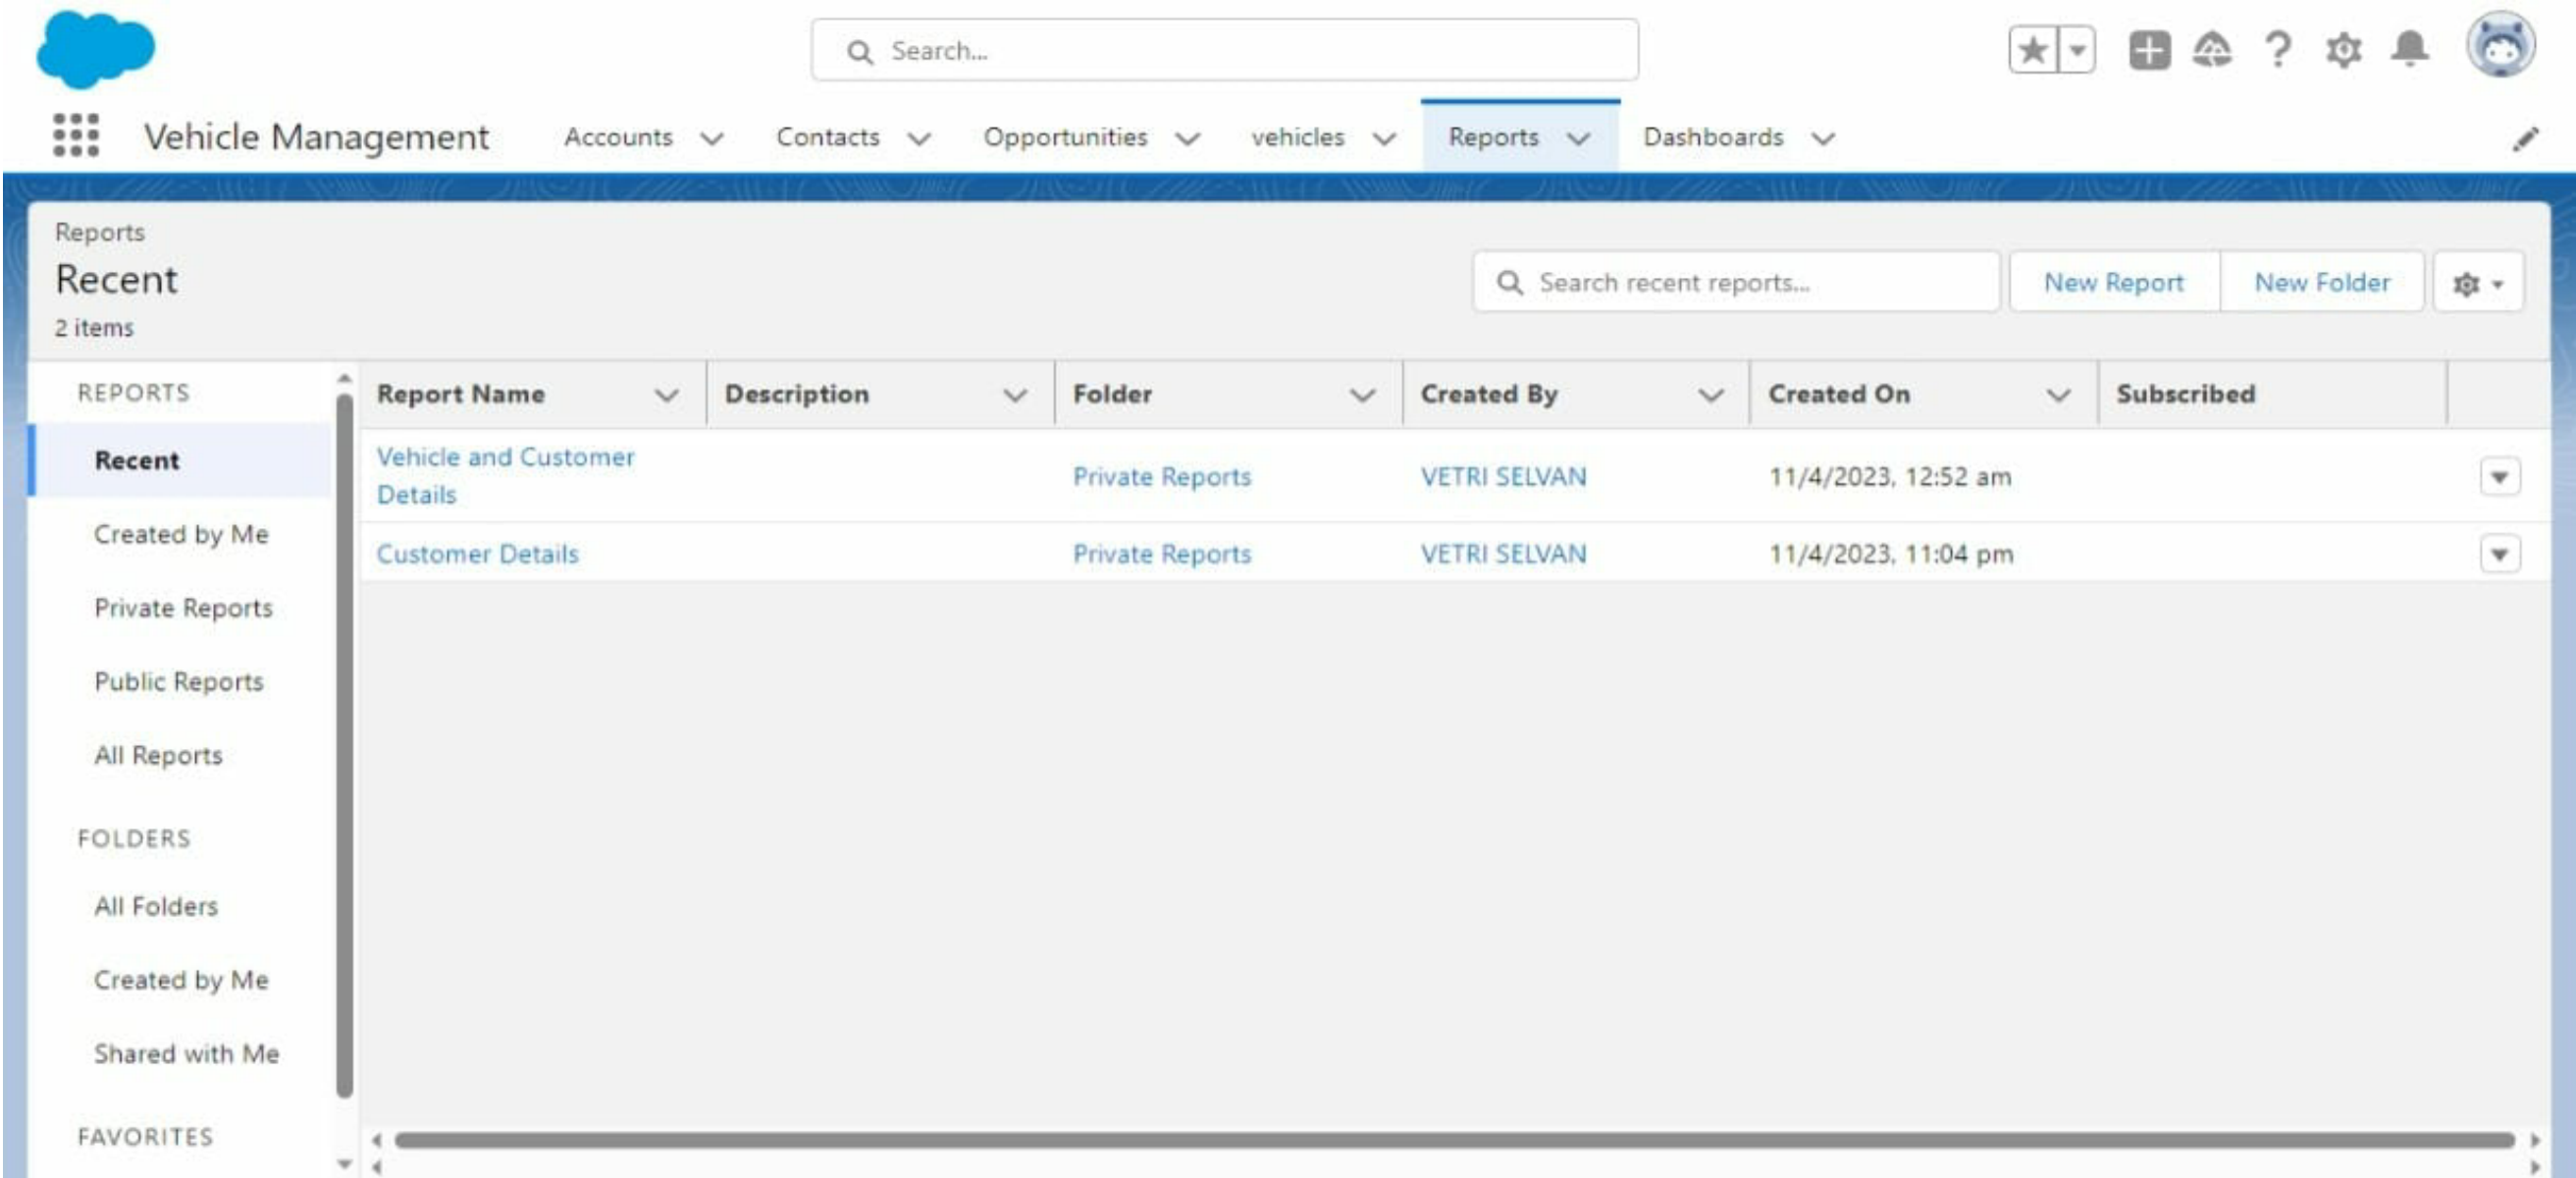 Search...
Vehicle Management Accounts Contacts Opportunities vehicles Reports Dashboards
Reports
Recent
2 items
Search recent reports... New Report New Folder
REPORTS
Recent
Created by Me
Private Reports
Public Reports
All Reports
FOLDERS
All Folders
Created by Me
Shared with Me
FAVORITES
Report Name Description Folder Created By Created On Subscribed
Vehicle and Customer
Details Private Reports VETRI SELVAN 11/4/2023, 12:52 am
Customer Details Private Reports VETRI SELVAN 11/4/2023, 11:04 pm